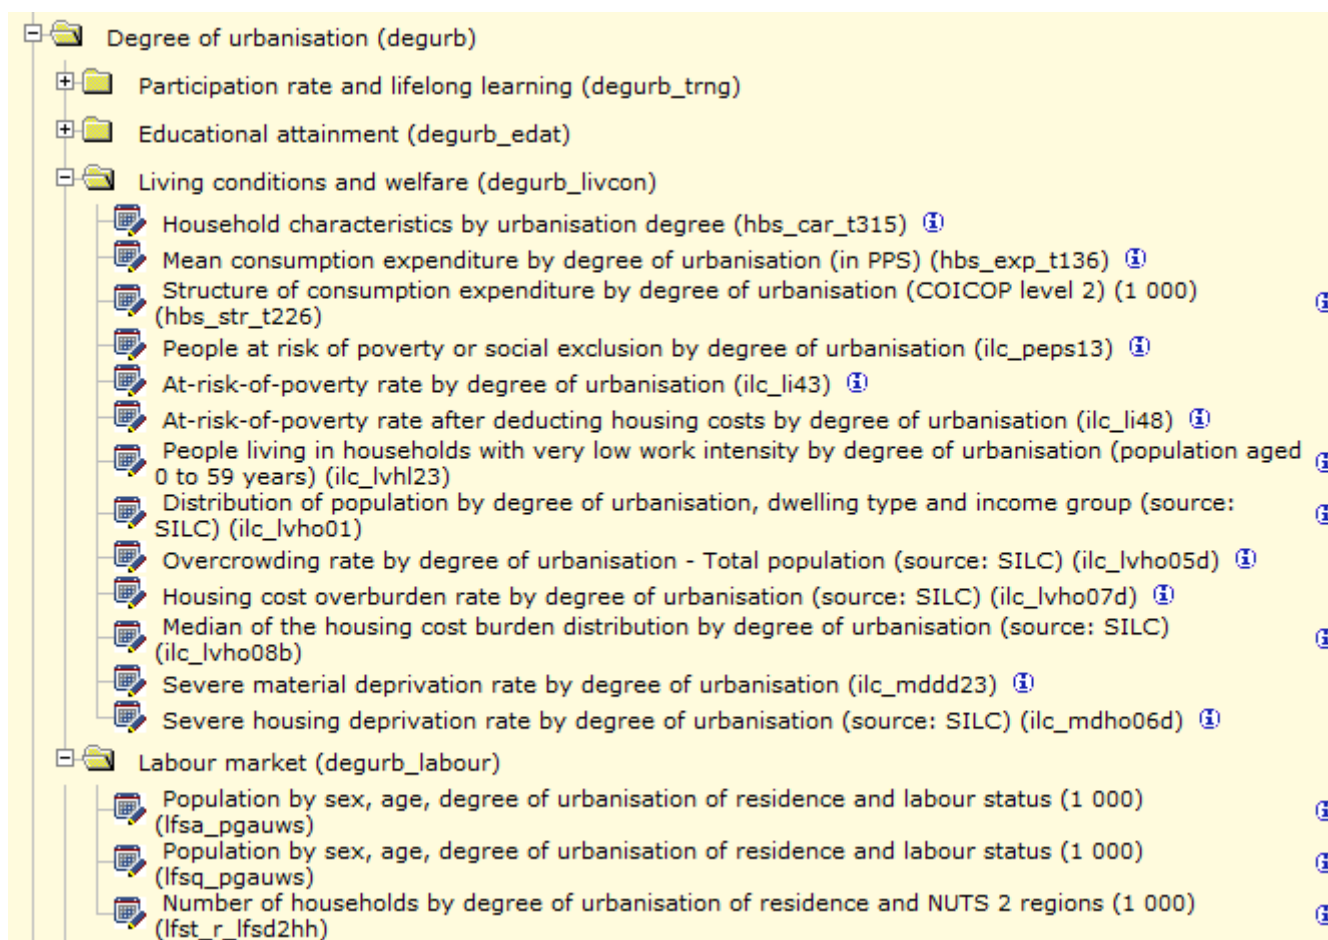 Degree of urbanisation (degurb)
Participation rate and lifelong learning (degurb_trng)
Educational attainment (degurb_edat)
Living conditions and welfare (degurb_livcon)
Household characteristics by urbanisation degree (hbs_car_t315)
Mean consumption expenditure by degree of urbanisation (in PPS) (hbs_exp_t136)
Structure of consumption expenditure by degree of urbanisation (COICOP level 2) (1 000)
(hbs_str_t226)
People at risk of poverty or social exclusion by degree of urbanisation (ilc_peps13)
At-risk-of-poverty rate by degree of urbanisation (ilc_li43)
At-risk-of-poverty rate after deducting housing costs by degree of urbanisation (ilc_li48)
People living in households with very low work intensity by degree of urbanisation (population aged
0 to 59 years) (ilc_lvhl23)
Distribution of population by degree of urbanisation, dwelling type and income group (source:
SILC) (ilc_lvho01)
Overcrowding rate by degree of urbanisation - Total population (source: SILC) (ilc_lvho05d)
Housing cost overburden rate by degree of urbanisation (source: SILC) (ilc_lvho07d)
Median of the housing cost burden distribution by degree of urbanisation (source: SILC)
(ilc_lvho08b)
Severe material deprivation rate by degree of urbanisation (ilc_mddd23)
Severe housing deprivation rate by degree of urbanisation (source: SILC) (ilc_mdho06d)
Labour market (degurb_labour)
Population by sex, age, degree of urbanisation of residence and labour status (1 000)
(lfsa_pgauws)
Population by sex, age, degree of urbanisation of residence and labour status (1 000)
(lfsq_pgauws)
Number of households by degree of urbanisation of residence and NUTS 2 regions (1 000)
(lfst_r_lfsd2hh)